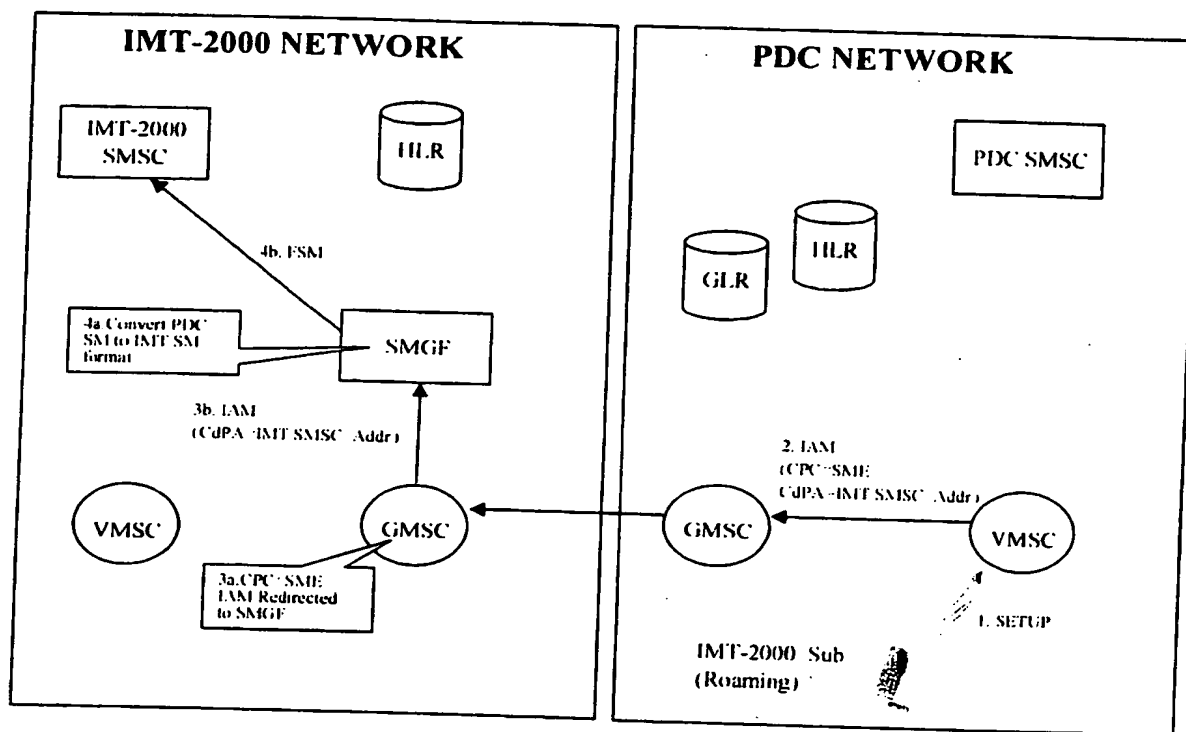 IMT-2000 NETWORK
IMT-2000
SMSC
HLR
4b. FSM
4a.Convert PDC
SM to IMT SM
format
SMGF
3b. IAM
(CdPA=IMT SMSC Addr)
VMSC
GMSC
3a.CPC=SME
IAM Redirected
to SMGF
PDC NETWORK
PDC SMSC
HLR
GLR
2. IAM
(CPC=SME
CdPA=IMT SMSC Addr)
GMSC
VMSC
1. SETUP
IMT-2000 Sub
(Roaming)